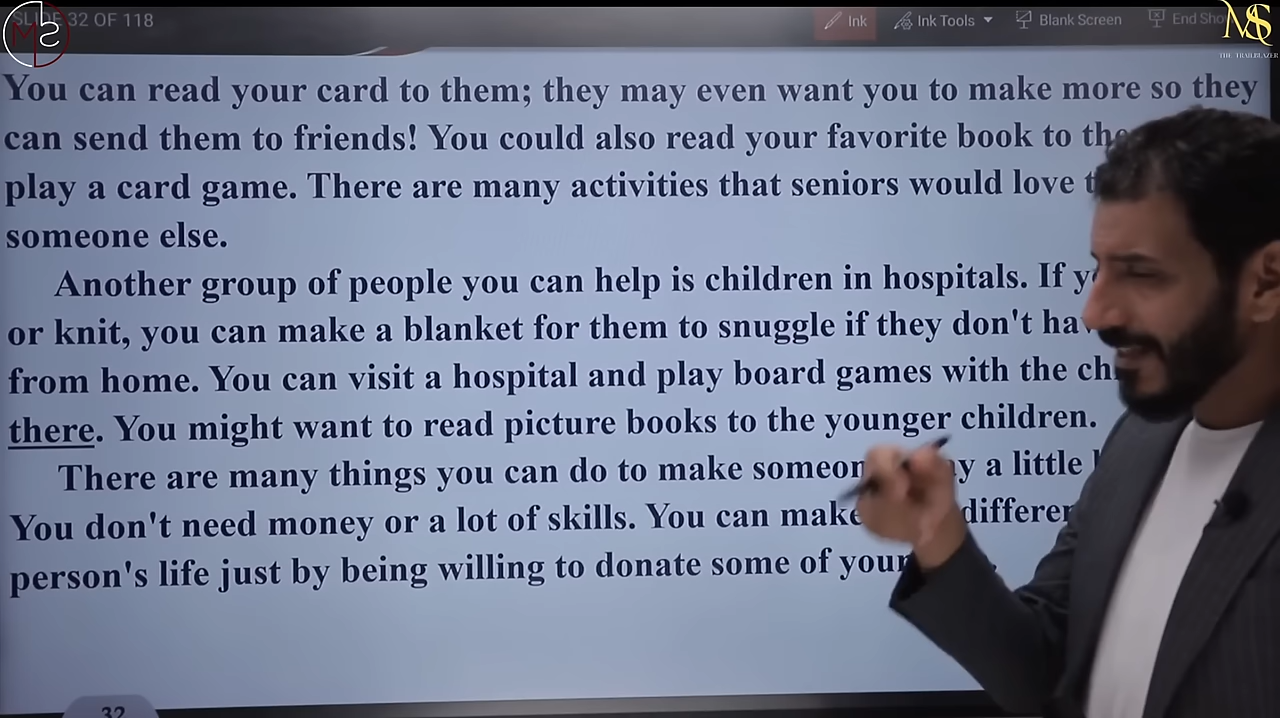 SLIDE 32 OF 118
Ink
Ink Tools
Blank Screen
End
MS
THE TRAILBLAZER
You can read your card to them; they may even want you to make more so they
can send them to friends! You could also read your favorite book to
play a card game. There are many activities that seniors would love
someone else.
Another group of people you can help is children in hospitals. If
or knit, you can make a blanket for them to snuggle if they don't
from home. You can visit a hospital and play board games with the
there. You might want to read picture books to the younger children.
There are many things you can do to make a little
You don't need money or a lot of skills. You can make
person's life just by being willing to donate some of your
32